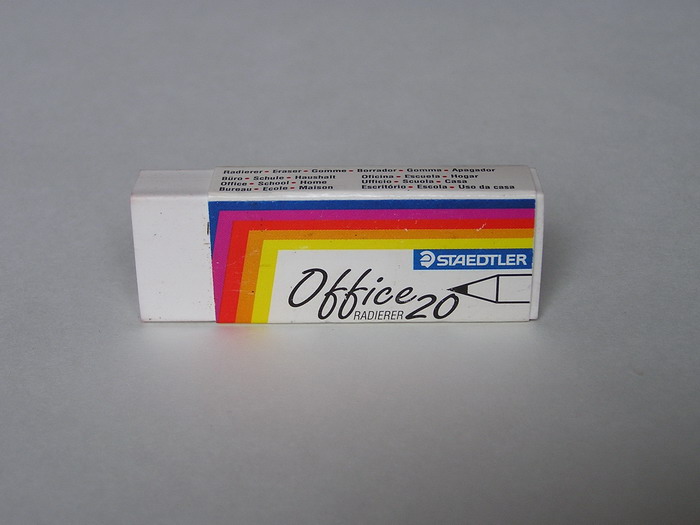 Radierer - Eraser - Gomme - Borrador - Gomma - Apagador
Büro - Schule - Haushalt
Office - School - Home
Bureau - Ecole - Maison
Oficina - Escuela - Hogar
Ufficio - Scuola - Casa
Escritório - Escola - Uso da casa
STAEDTLER
Office 20
RADIERER